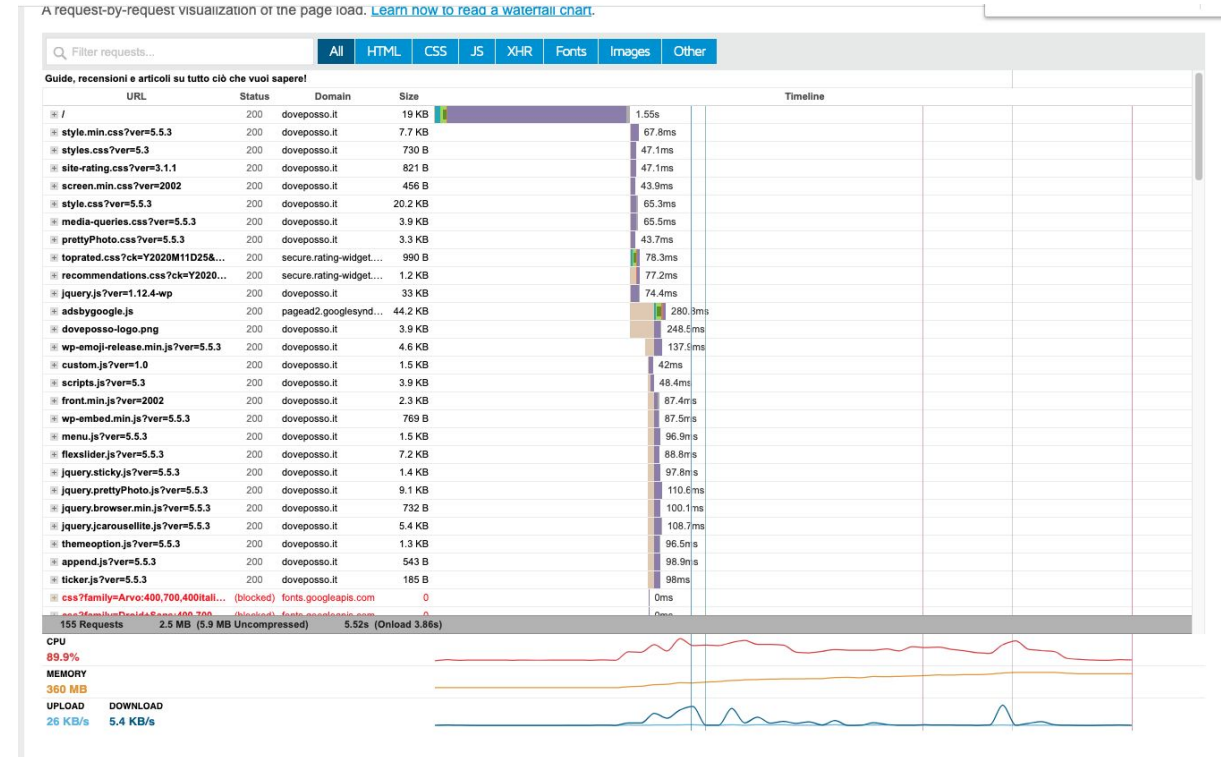 A request-by-request visualization of the page load. Learn how to read a waterfall chart.
Filter requests...
All HTML CSS JS XHR Fonts Images Other
Guide, recensioni e articoli su tutto ciò che vuoi sapere!
URL Status Domain Size Timeline
/ 200 doveposso.it 19 KB 1.55s
style.min.css?ver=5.5.3 200 doveposso.it 7.7 KB 67.8ms
styles.css?ver=5.3 200 doveposso.it 730 B 47.1ms
site-rating.css?ver=3.1.1 200 doveposso.it 821 B 47.1ms
screen.min.css?ver=2002 200 doveposso.it 456 B 43.9ms
style.css?ver=5.5.3 200 doveposso.it 20.2 KB 65.3ms
media-queries.css?ver=5.5.3 200 doveposso.it 3.9 KB 65.5ms
prettyPhoto.css?ver=5.5.3 200 doveposso.it 3.3 KB 43.7ms
toprated.css?ck=Y2020M11D25&... 200 secure.rating-widget.... 990 B 78.3ms
recommendations.css?ck=Y2020... 200 secure.rating-widget.... 1.2 KB 77.2ms
jquery.js?ver=1.12.4-wp 200 doveposso.it 33 KB 74.4ms
adsbygoogle.js 200 pagead2.googlesynd... 44.2 KB 280.3ms
doveposso-logo.png 200 doveposso.it 3.9 KB 248.5ms
wp-emoji-release.min.js?ver=5.5.3 200 doveposso.it 4.6 KB 137.9ms
custom.js?ver=1.0 200 doveposso.it 1.5 KB 42ms
scripts.js?ver=5.3 200 doveposso.it 3.9 KB 48.4ms
front.min.js?ver=2002 200 doveposso.it 2.3 KB 87.4ms
wp-embed.min.js?ver=5.5.3 200 doveposso.it 769 B 87.5ms
menu.js?ver=5.5.3 200 doveposso.it 1.5 KB 96.9ms
flexslider.js?ver=5.5.3 200 doveposso.it 7.2 KB 88.8ms
jquery.sticky.js?ver=5.5.3 200 doveposso.it 1.4 KB 97.8ms
jquery.prettyPhoto.js?ver=5.5.3 200 doveposso.it 9.1 KB 110.6ms
jquery.browser.min.js?ver=5.5.3 200 doveposso.it 732 B 100.1ms
jquery.jcarousellite.js?ver=5.5.3 200 doveposso.it 5.4 KB 108.7ms
themeoption.js?ver=5.5.3 200 doveposso.it 1.3 KB 96.5ms
append.js?ver=5.5.3 200 doveposso.it 543 B 98.9ms
ticker.js?ver=5.5.3 200 doveposso.it 185 B 98ms
css?family=Arvo:400,700,400itali... (blocked) fonts.googleapis.com 0 0ms
css?family=Droid+Sans:400,700 (blocked) fonts.googleapis.com 0 0ms
155 Requests 2.5 MB (5.9 MB Uncompressed) 5.52s (Onload 3.86s)
CPU
89.9%
MEMORY
360 MB
UPLOAD DOWNLOAD
26 KB/s 5.4 KB/s